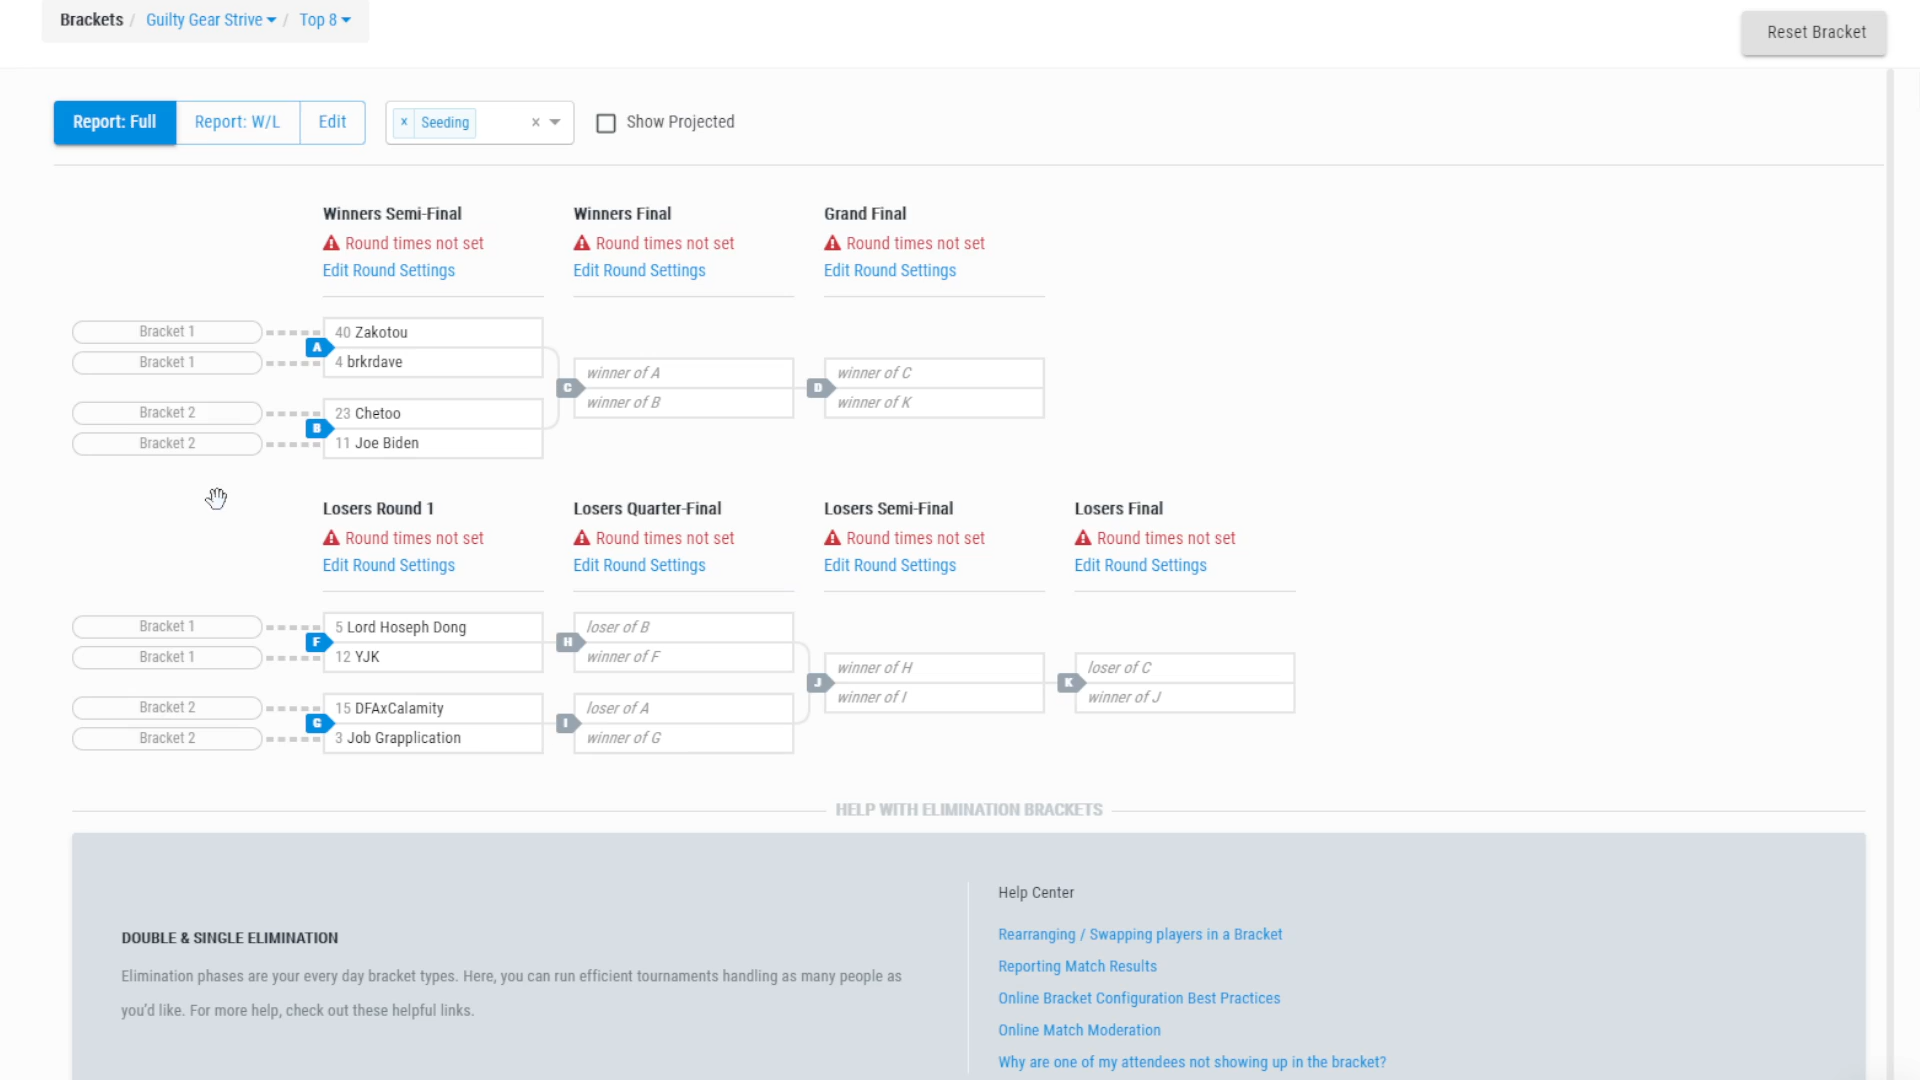 Brackets / Guilty Gear Strive / Top 8
Reset Bracket
Report: Full Report: W/L Edit × Seeding × Show Projected
Winners Semi-Final Winners Final Grand Final
Round times not set Round times not set Round times not set
Edit Round Settings Edit Round Settings Edit Round Settings
Bracket 1 40 Zakotou
A
Bracket 1 4 brkrdave
winner of A winner of C
C D
winner of B winner of K
Bracket 2 23 Chetoo
B
Bracket 2 11 Joe Biden
Losers Round 1 Losers Quarter-Final Losers Semi-Final Losers Final
Round times not set Round times not set Round times not set Round times not set
Edit Round Settings Edit Round Settings Edit Round Settings Edit Round Settings
Bracket 1 5 Lord Hoseph Dong loser of B
F H
Bracket 1 12 YJK winner of F
winner of H loser of C
J K
winner of I winner of J
Bracket 2 15 DFAxCalamity loser of A
G I
Bracket 2 3 Job Grapplication winner of G
HELP WITH ELIMINATION BRACKETS
DOUBLE & SINGLE ELIMINATION
Elimination phases are your every day bracket types. Here, you can run efficient tournaments handling as many people as
you'd like. For more help, check out these helpful links.
Help Center
Rearranging / Swapping players in a Bracket
Reporting Match Results
Online Bracket Configuration Best Practices
Online Match Moderation
Why are one of my attendees not showing up in the bracket?